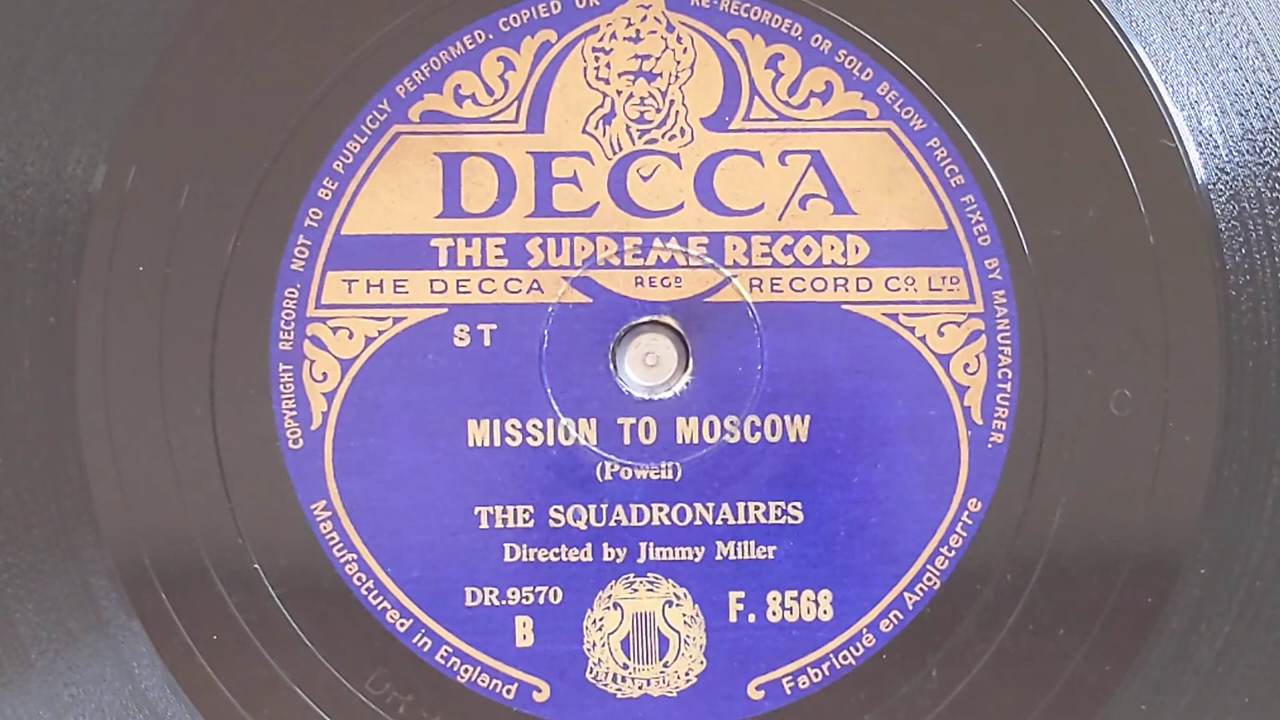 COPYRIGHT RECORD. NOT TO BE PUBLICLY PERFORMED, COPIED OR RE-RECORDED, OR SOLD BELOW PRICE FIXED BY MANUFACTURER.
DECCA
THE SUPREME RECORD
THE DECCA REGD RECORD CO. LTD.
ST
MISSION TO MOSCOW
(Powell)
THE SQUADRONAIRES
Directed by Jimmy Miller
DR.9570
B
F. 8568
Manufactured in England
Fabriqué en Angleterre